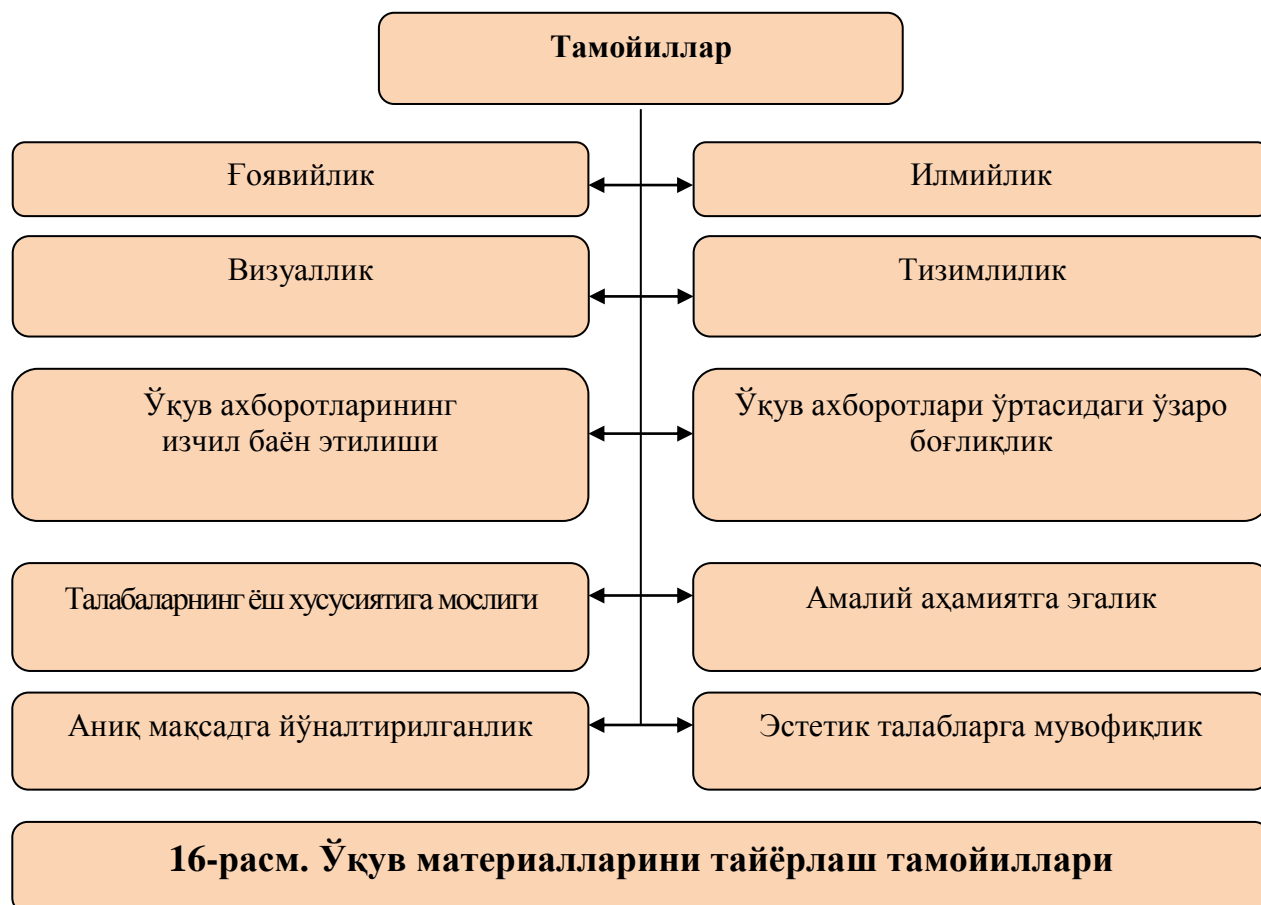 Тамойиллар
Ғоявийлик
Илмийлик
Визуаллик
Тизимлилик
Ўқув ахборотларининг
изчил баён этилиши
Ўқув ахборотлари ўртасидаги ўзаро
боғлиқлик
Талабаларнинг ёш хусусиятига мослиги
Амалий аҳамиятга эгалик
Аниқ мақсадга йўналтирилганлик
Эстетик талабларга мувофиқлик
16-расм. Ўқув материалларини тайёрлаш тамойиллари